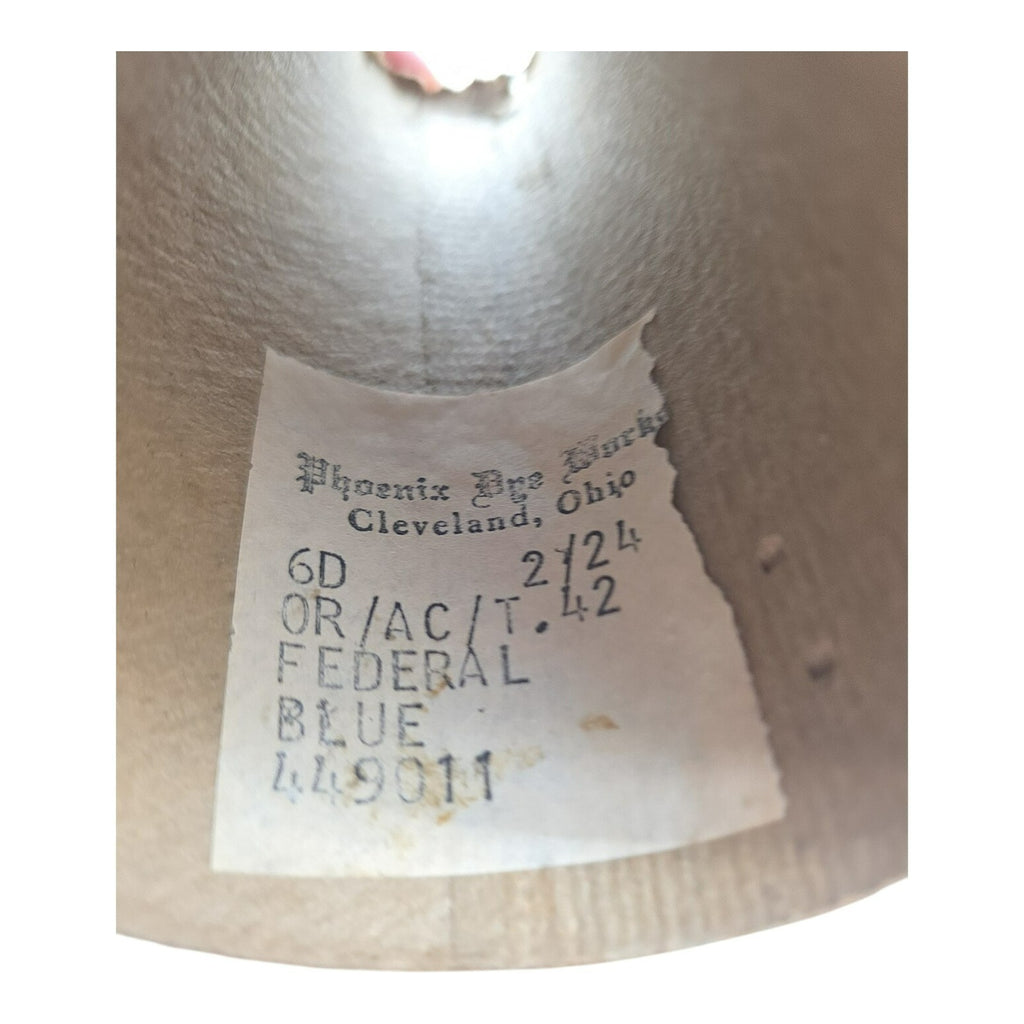 Phoenix Dye Works
Cleveland, Ohio
6D 2/24
OR/AC/T.42
FEDERAL
BLUE
449011